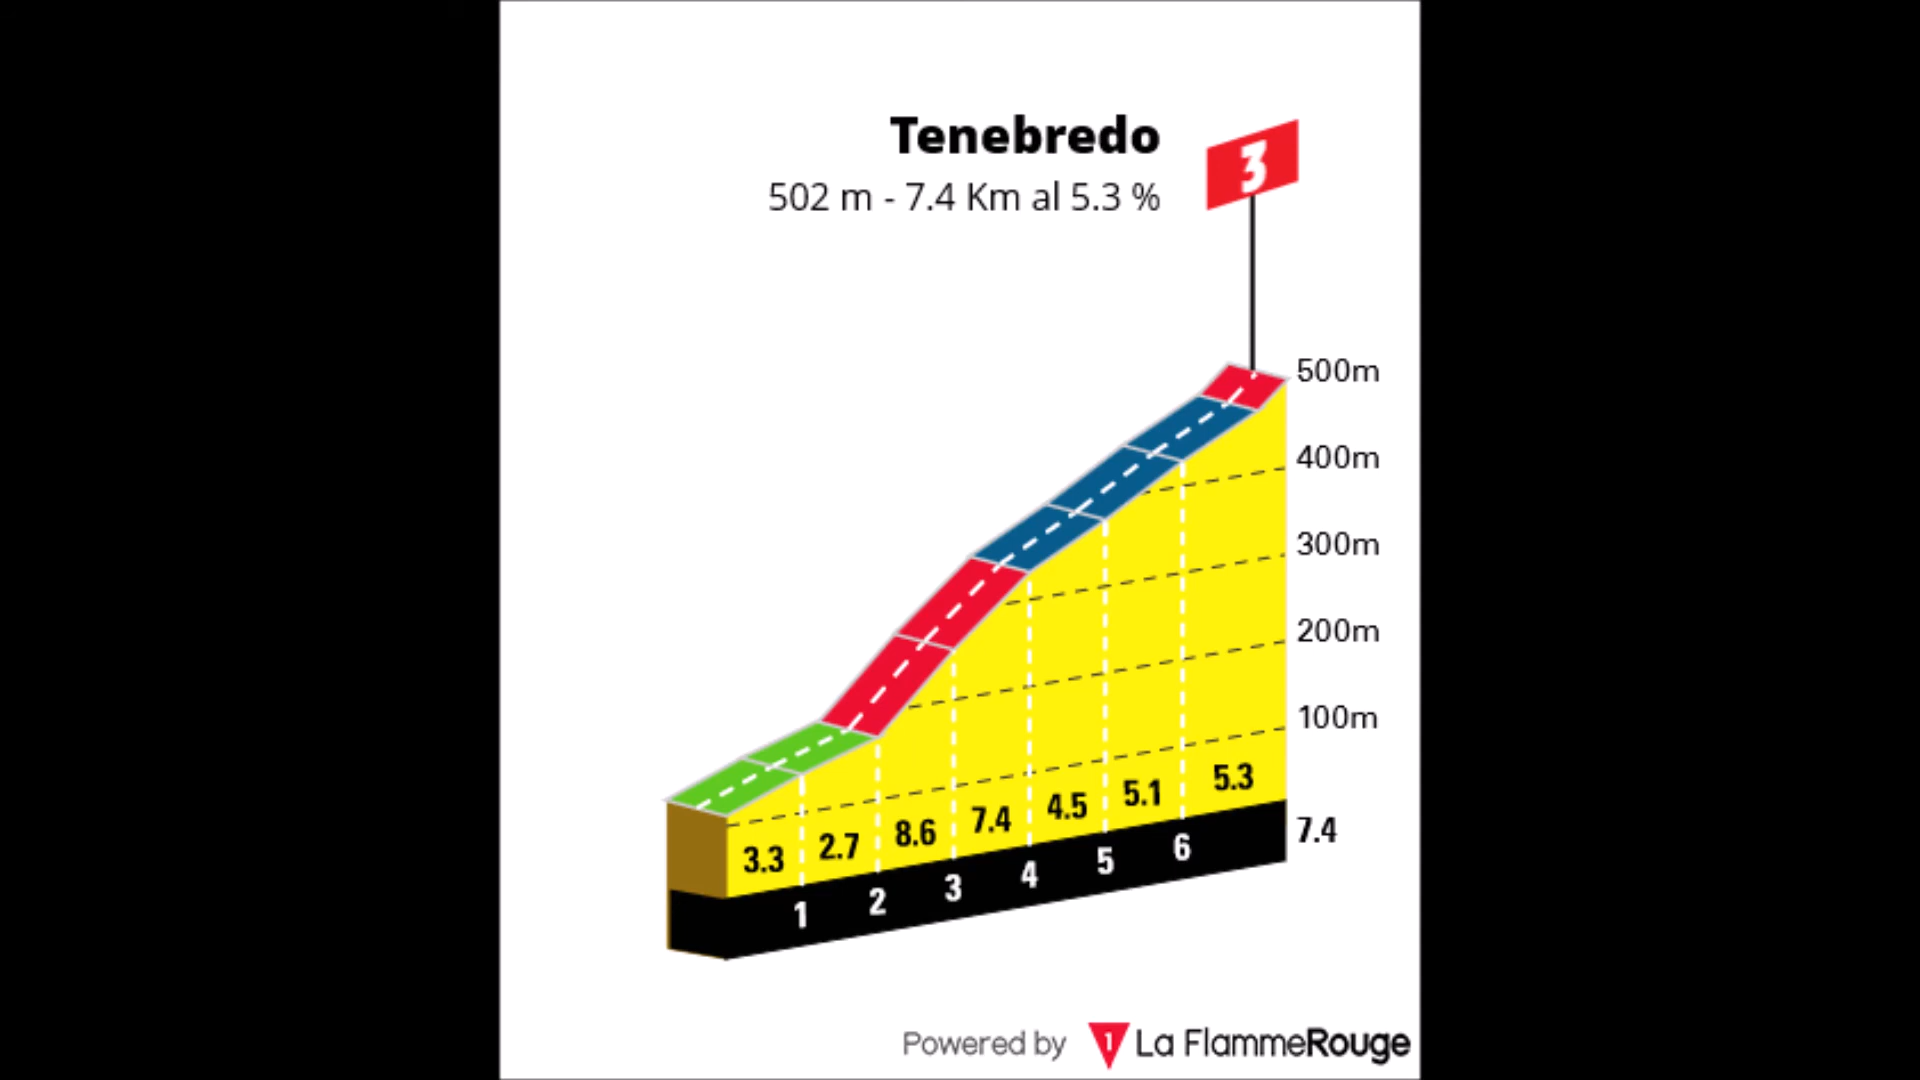 Tenebredo
3
502 m - 7.4 Km al 5.3 %
500m
400m
300m
200m
100m
3.3 2.7 8.6 7.4 4.5 5.1 5.3
7.4
1 2 3 4 5 6
Powered by 1 La FlammeRouge